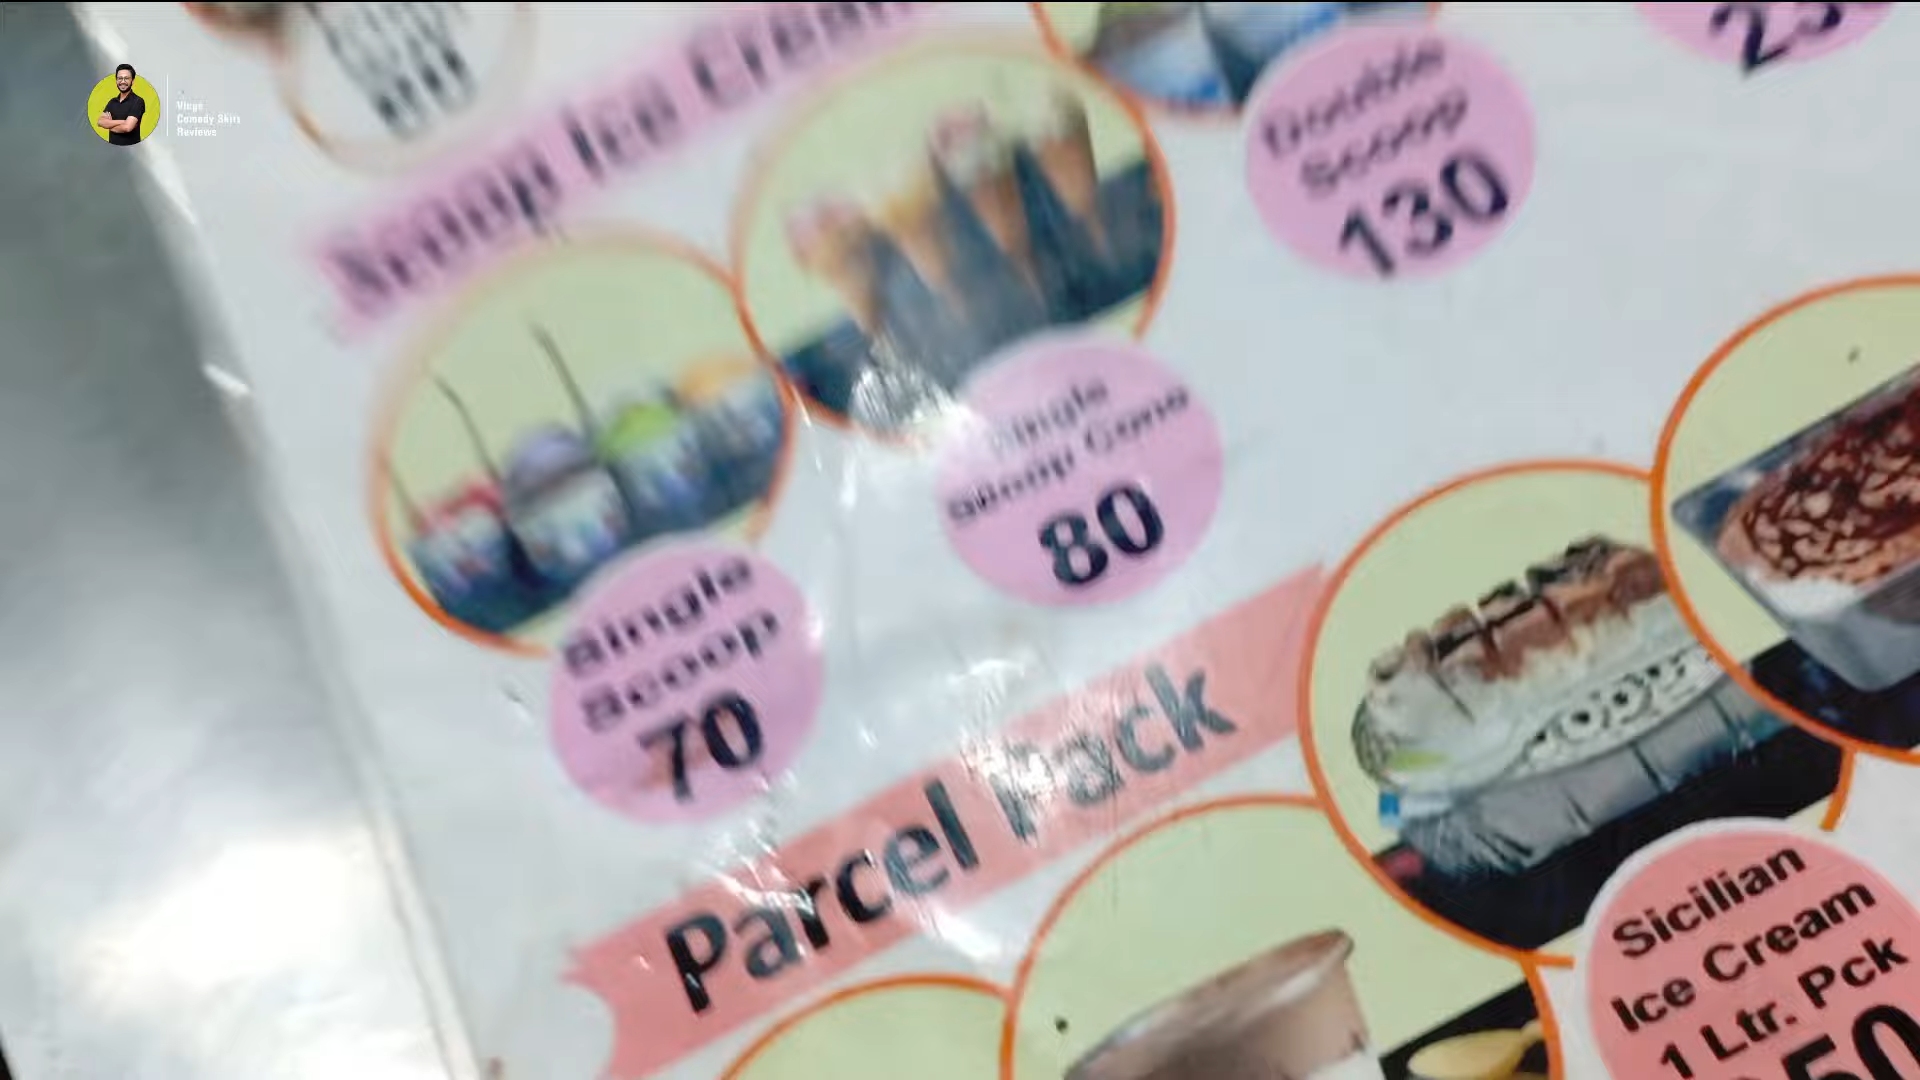 Vlogs
Comedy Skits
Reviews
Scoop Ice Cream
Double
Scoop
130
Single
Scoop Cone
80
Single
Scoop
70
Parcel Pack
Sicilian
Ice Cream
1 Ltr. Pck